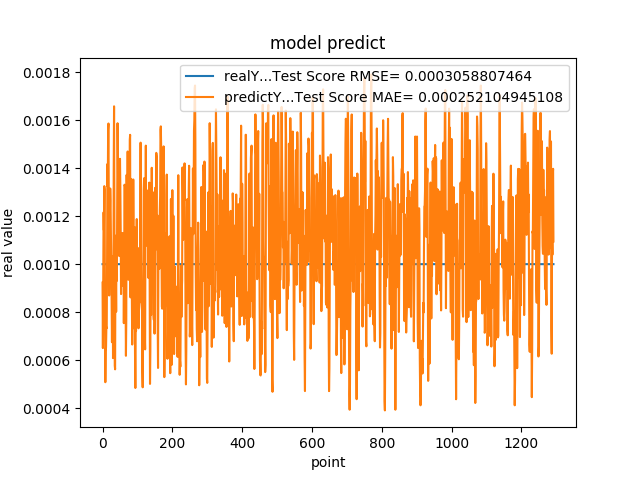 model predict
realY...Test Score RMSE= 0.0003058807464
predictY...Test Score MAE= 0.000252104945108
0.0018
0.0016
0.0014
0.0012
0.0010
0.0008
0.0006
0.0004
real value
0 200 400 600 800 1000 1200
point